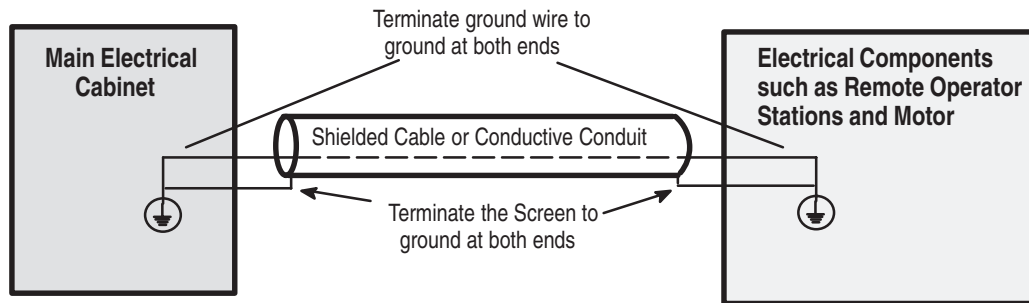 Terminate ground wire to
ground at both ends
Main Electrical
Cabinet
Electrical Components
such as Remote Operator
Stations and Motor
Shielded Cable or Conductive Conduit
Terminate the Screen to
ground at both ends